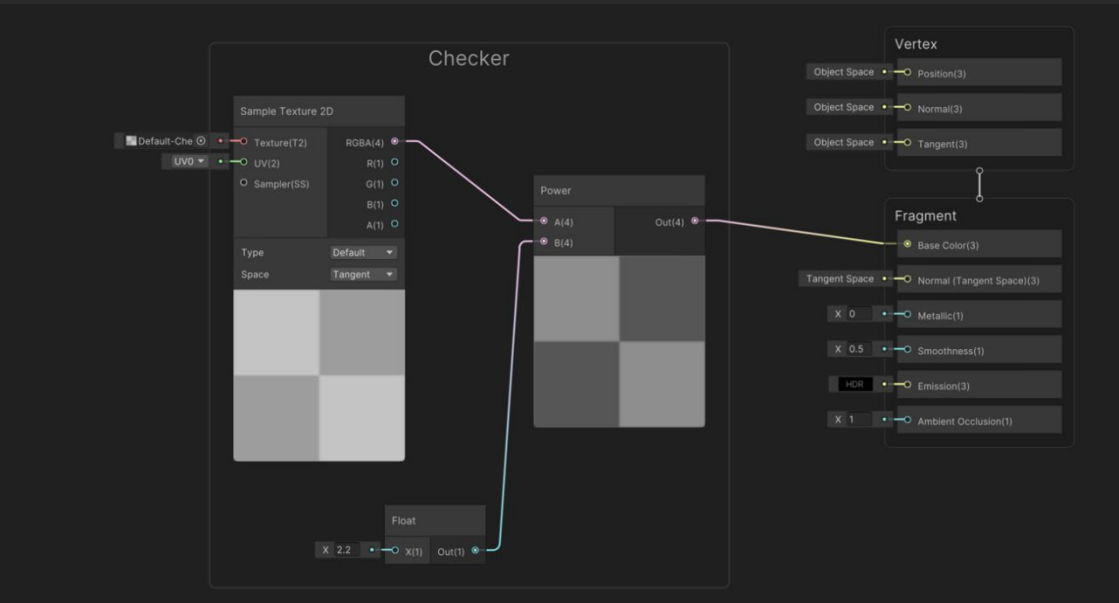 Checker
Sample Texture 2D
Default-Che
Texture(T2)
RGBA(4)
UV0
UV(2)
R(1)
Sampler(SS)
G(1)
B(1)
A(1)
Type
Default
Space
Tangent
Power
A(4)
Out(4)
B(4)
Float
X 2.2
X(1)
Out(1)
Vertex
Object Space
Position(3)
Object Space
Normal(3)
Object Space
Tangent(3)
Fragment
Base Color(3)
Tangent Space
Normal (Tangent Space)(3)
X 0
Metallic(1)
X 0.5
Smoothness(1)
HDR
Emission(3)
X 1
Ambient Occlusion(1)